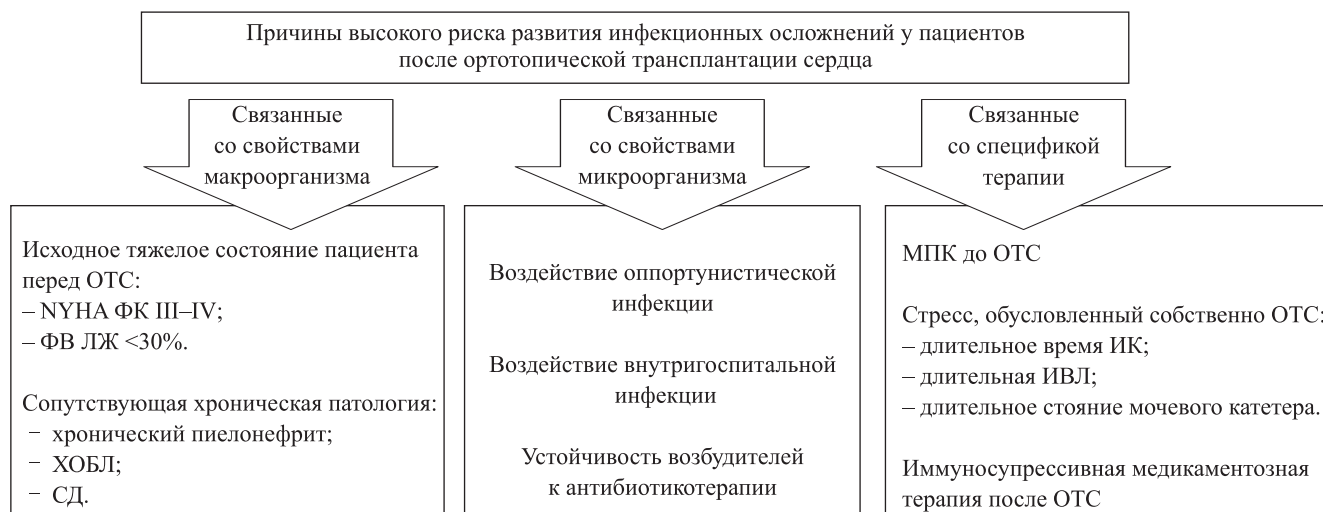 Причины высокого риска развития инфекционных осложнений у пациентов
после ортотопической трансплантации сердца
Связанные
со свойствами
макроорганизма
Связанные
со свойствами
микроорганизма
Связанные
со спецификой
терапии
Исходное тяжелое состояние пациента
перед ОТС:
– NYHA ФК III–IV;
– ФВ ЛЖ <30%.
Сопутствующая хроническая патология:
– хронический пиелонефрит;
– ХОБЛ;
– СД.
Воздействие оппортунистической
инфекции
Воздействие внутригоспитальной
инфекции
Устойчивость возбудителей
к антибиотикотерапии
МПК до ОТС
Стресс, обусловленный собственно ОТС:
– длительное время ИК;
– длительная ИВЛ;
– длительное стояние мочевого катетера.
Иммуносупрессивная медикаментозная
терапия после ОТС